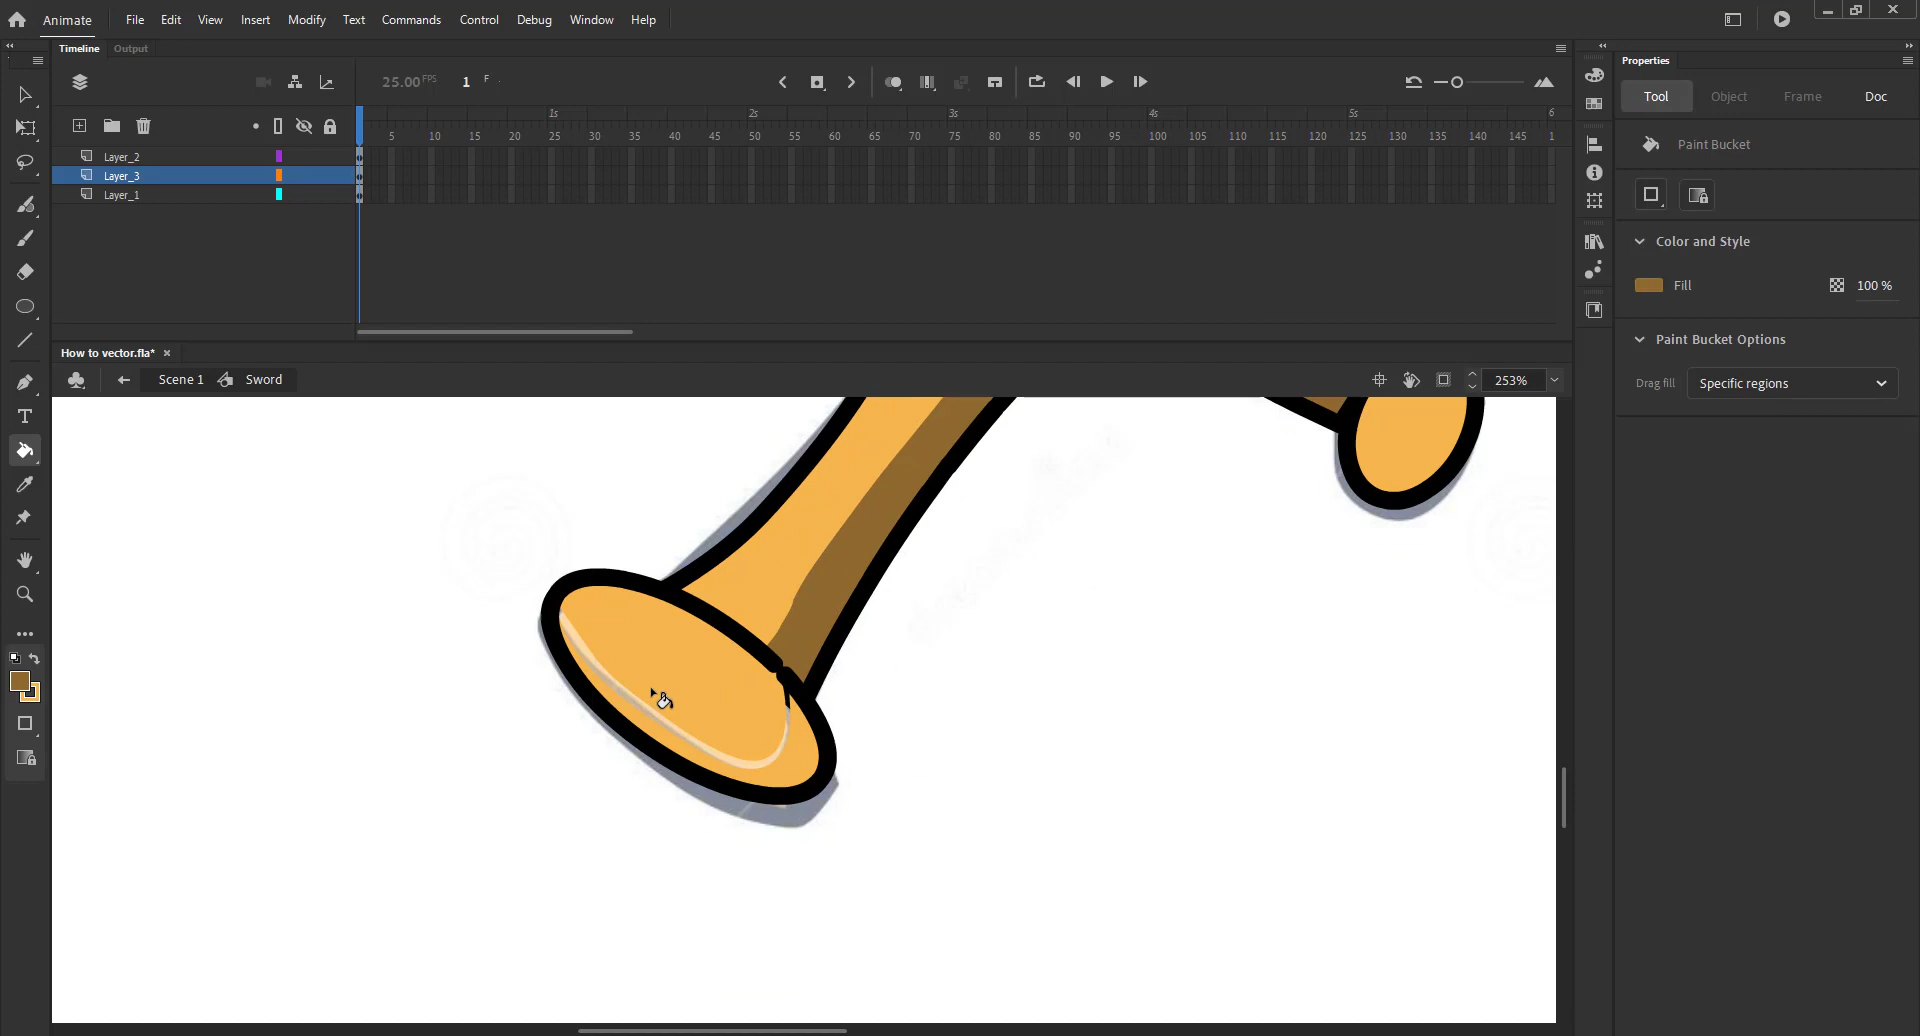 Animate File Edit View Insert Modify Text Commands Control Debug Window Help
Timeline Output
Properties
25.00 FPS 1 F
Tool Object Frame Doc
1s 2s 3s 4s 5s 6
5 10 15 20 25 30 35 40 45 50 55 60 65 70 75 80 85 90 95 100 105 110 115 120 125 130 135 140 145 1
Paint Bucket
Layer_2
Layer_3
Layer_1
Color and Style
Fill 100 %
Paint Bucket Options
How to vector.fla*
Scene 1 Sword 253%
Drag fill Specific regions